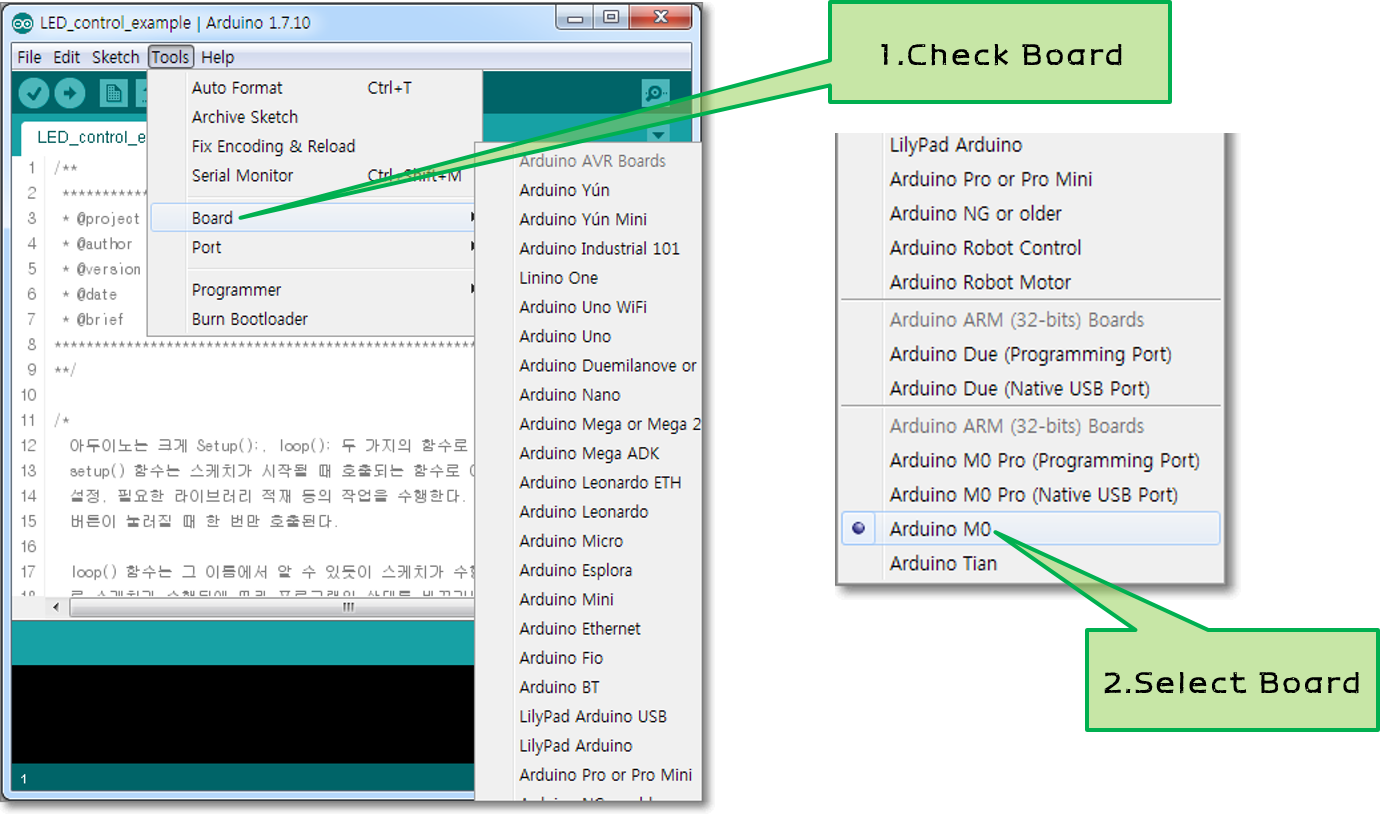 LED_control_example | Arduino 1.7.10
File Edit Sketch Tools Help
Auto Format Ctrl+T
Archive Sketch
Fix Encoding & Reload
Serial Monitor Ctrl+Shift+M
Board
Port
Programmer
Burn Bootloader
LED_control_e
1 /**
2 ***********
3 * @project
4 * @author
5 * @version
6 * @date
7 * @brief
8 ****************************************************
9 **/
10
11 /*
12 아두이노는 크게 Setup();, loop(); 두 가지의 함수로
13 setup() 함수는 스케치가 시작될 때 호출되는 함수로
14 설정, 필요한 라이브러리 적재 등의 작업을 수행한다.
15 버튼이 눌러질 때 한 번만 호출된다.
16
17 loop() 함수는 그 이름에서 알 수 있듯이 스케치가
1
Arduino AVR Boards
Arduino Yún
Arduino Yún Mini
Arduino Industrial 101
Linino One
Arduino Uno WiFi
Arduino Uno
Arduino Duemilanove or
Arduino Nano
Arduino Mega or Mega 2
Arduino Mega ADK
Arduino Leonardo ETH
Arduino Leonardo
Arduino Micro
Arduino Esplora
Arduino Mini
Arduino Ethernet
Arduino Fio
Arduino BT
LilyPad Arduino USB
LilyPad Arduino
Arduino Pro or Pro Mini
1.Check Board
LilyPad Arduino
Arduino Pro or Pro Mini
Arduino NG or older
Arduino Robot Control
Arduino Robot Motor
Arduino ARM (32-bits) Boards
Arduino Due (Programming Port)
Arduino Due (Native USB Port)
Arduino ARM (32-bits) Boards
Arduino M0 Pro (Programming Port)
Arduino M0 Pro (Native USB Port)
Arduino M0
Arduino Tian
2.Select Board